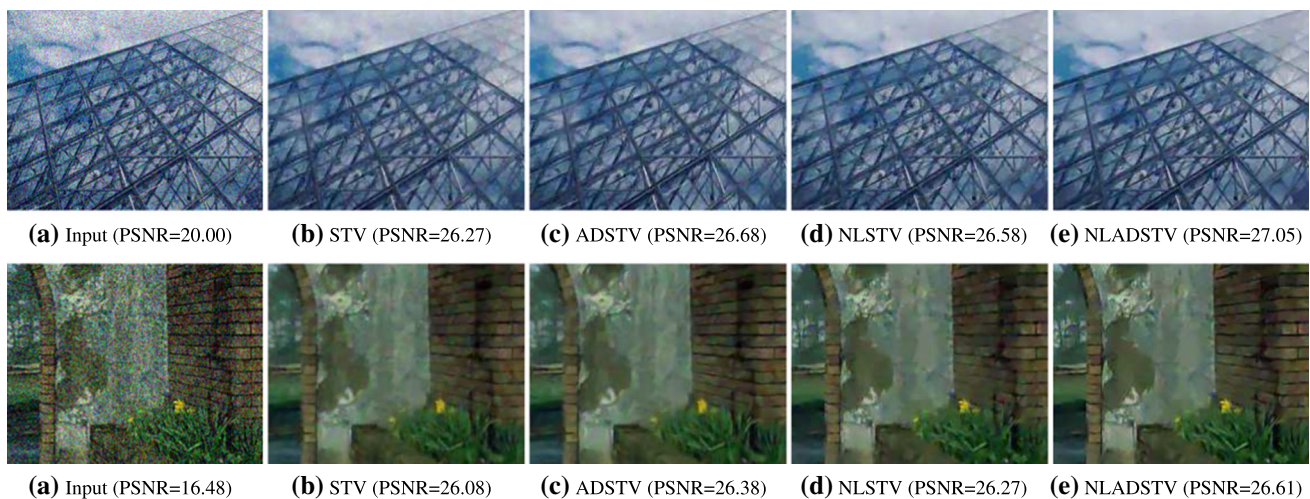 (a) Input (PSNR=20.00) (b) STV (PSNR=26.27) (c) ADSTV (PSNR=26.68) (d) NLSTV (PSNR=26.58) (e) NLADSTV (PSNR=27.05)
(a) Input (PSNR=16.48) (b) STV (PSNR=26.08) (c) ADSTV (PSNR=26.38) (d) NLSTV (PSNR=26.27) (e) NLADSTV (PSNR=26.61)